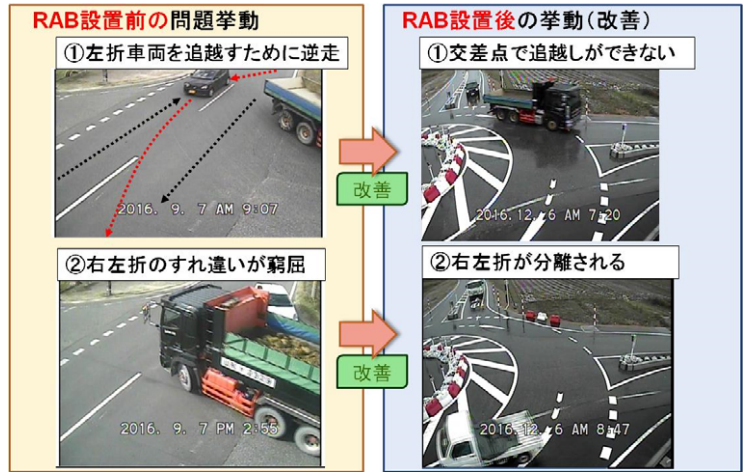 RAB設置前の問題挙動
①左折車両を追越すために逆走
2016. 9. 7 AM 9:07
②右左折のすれ違いが窮屈
2016. 9. 7 PM 2:55
改善
改善
RAB設置後の挙動（改善）
①交差点で追越しができない
2016.12. 6 AM 7:20
②右左折が分離される
2016.12. 6 AM 8:47